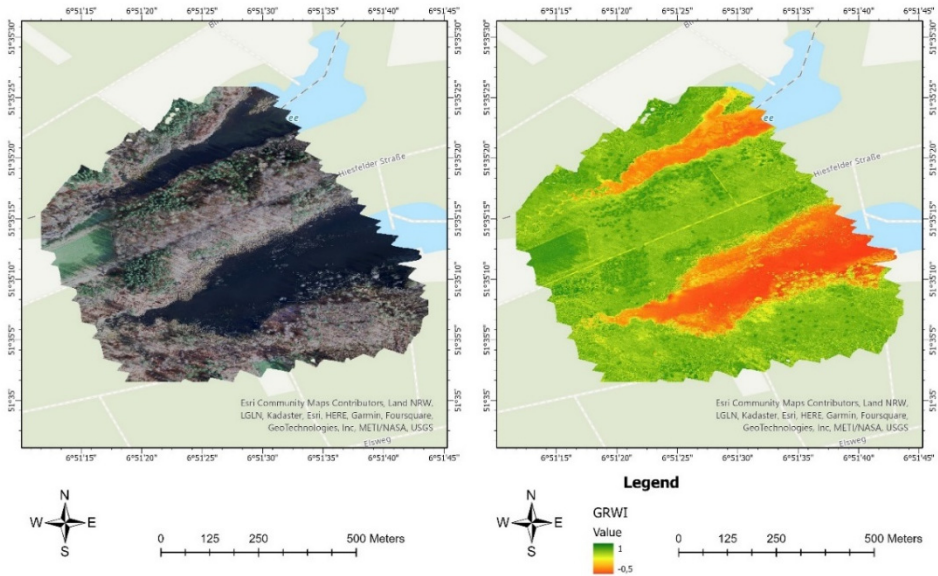 6°51'15" 6°51'20" 6°51'25" 6°51'30" 6°51'35" 6°51'40" 6°51'45"
51°35'30"
51°35'25"
51°35'20"
51°35'15"
51°35'10"
51°35'5"
51°35'
ee
Hiesfelder Straße
Esri Community Maps Contributors, Land NRW,
LGLN, Kadaster, Esri, HERE, Garmin, Foursquare,
GeoTechnologies, Inc, METI/NASA, USGS
Elsweg
6°51'15" 6°51'20" 6°51'25" 6°51'30" 6°51'35" 6°51'40" 6°51'45"
N
W E
S
0 125 250 500 Meters
6°51'15" 6°51'20" 6°51'25" 6°51'30" 6°51'35" 6°51'40" 6°51'45"
51°35'30"
51°35'25"
51°35'20"
51°35'15"
51°35'10"
51°35'5"
51°35'
ee
Hiesfelder Straße
Esri Community Maps Contributors, Land NRW,
LGLN, Kadaster, Esri, HERE, Garmin, Foursquare,
GeoTechnologies, Inc, METI/NASA, USGS
Elsweg
6°51'15" 6°51'20" 6°51'25" 6°51'30" 6°51'35" 6°51'40" 6°51'45"
Legend
GRWI
Value
1
-0,5
N
W E
S
0 125 250 500 Meters